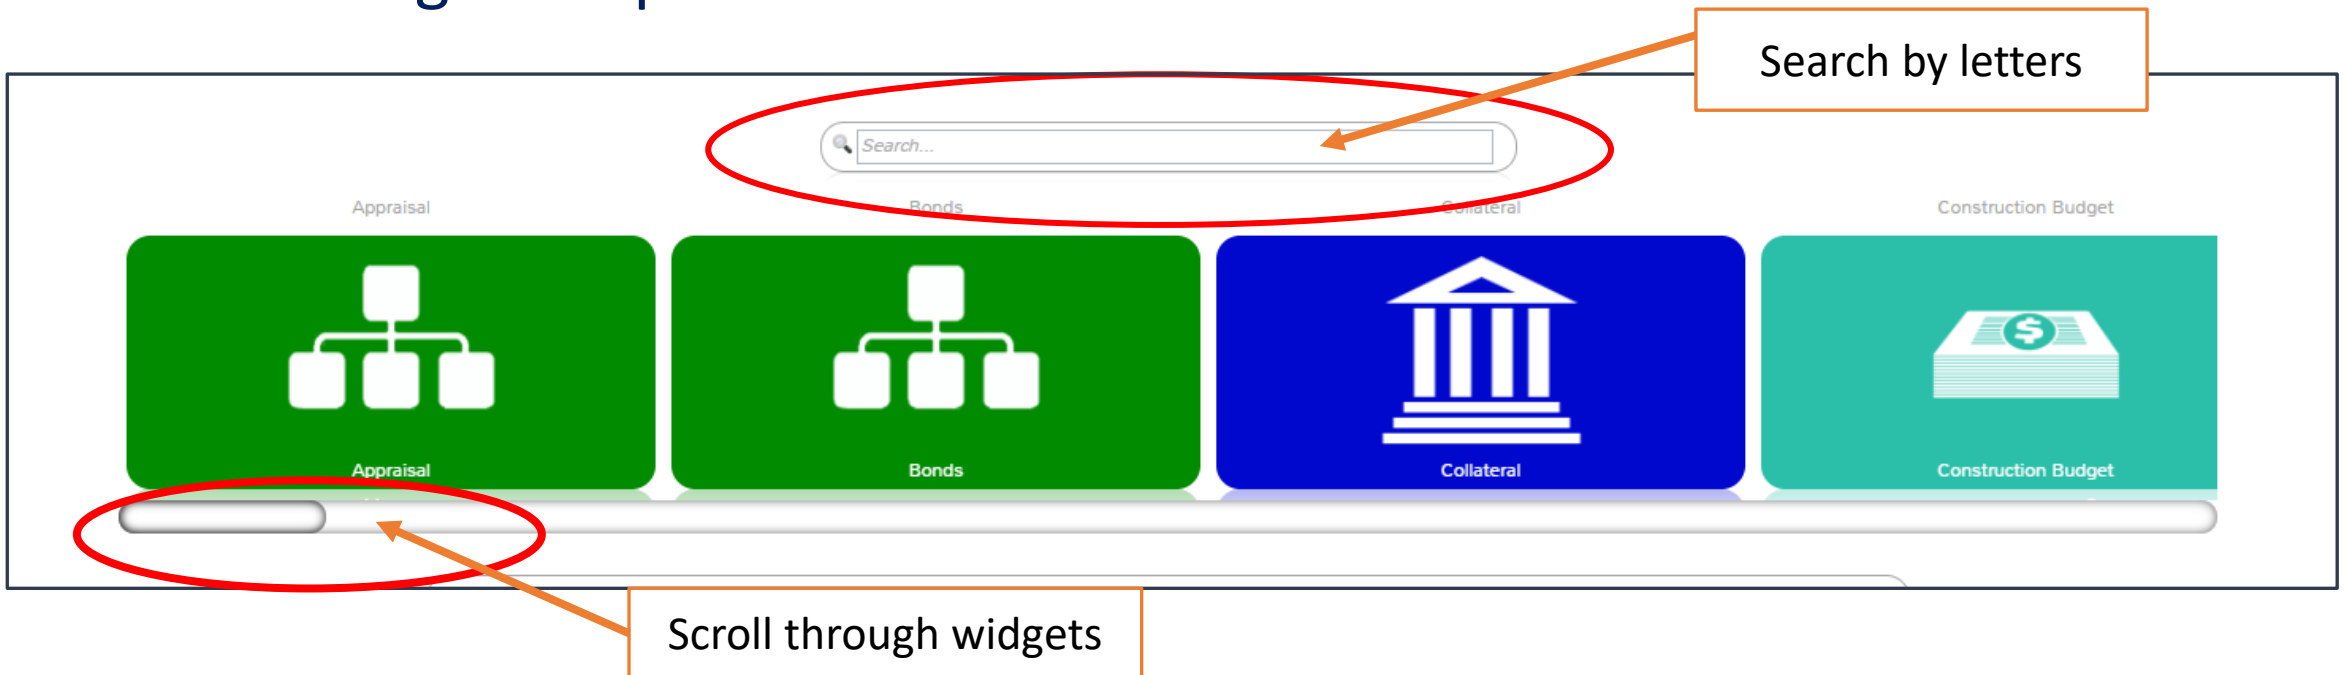 Search by letters
Search...
Appraisal Bonds Collateral Construction Budget
Appraisal Bonds Collateral Construction Budget
Scroll through widgets